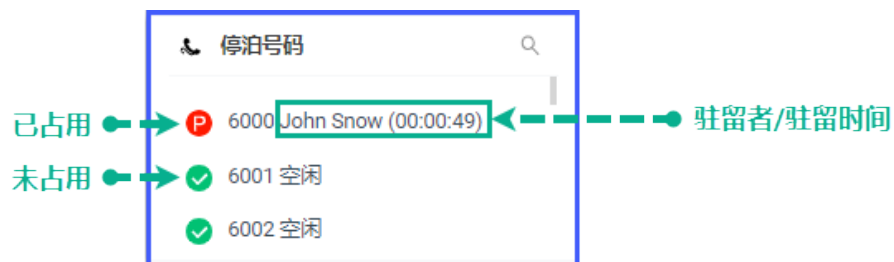 停泊号码
已占用
P
6000 John Snow (00:00:49)
驻留者/驻留时间
未占用
6001 空闲
6002 空闲